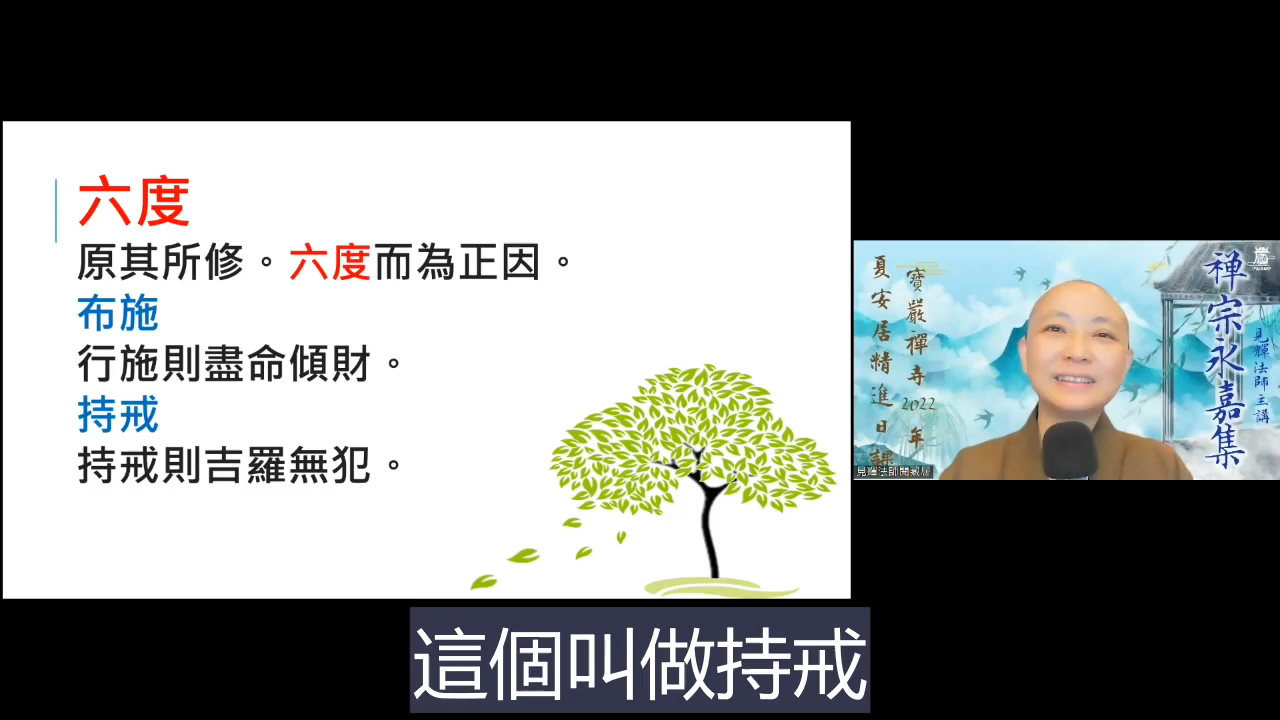 六度
原其所修。六度而為正因。
布施
行施則盡命傾財。
持戒
持戒則吉羅無犯。
夏安居精進日課
寶嚴禪寺2022年
禪宗永嘉集
見輝法師主講
這個叫做持戒